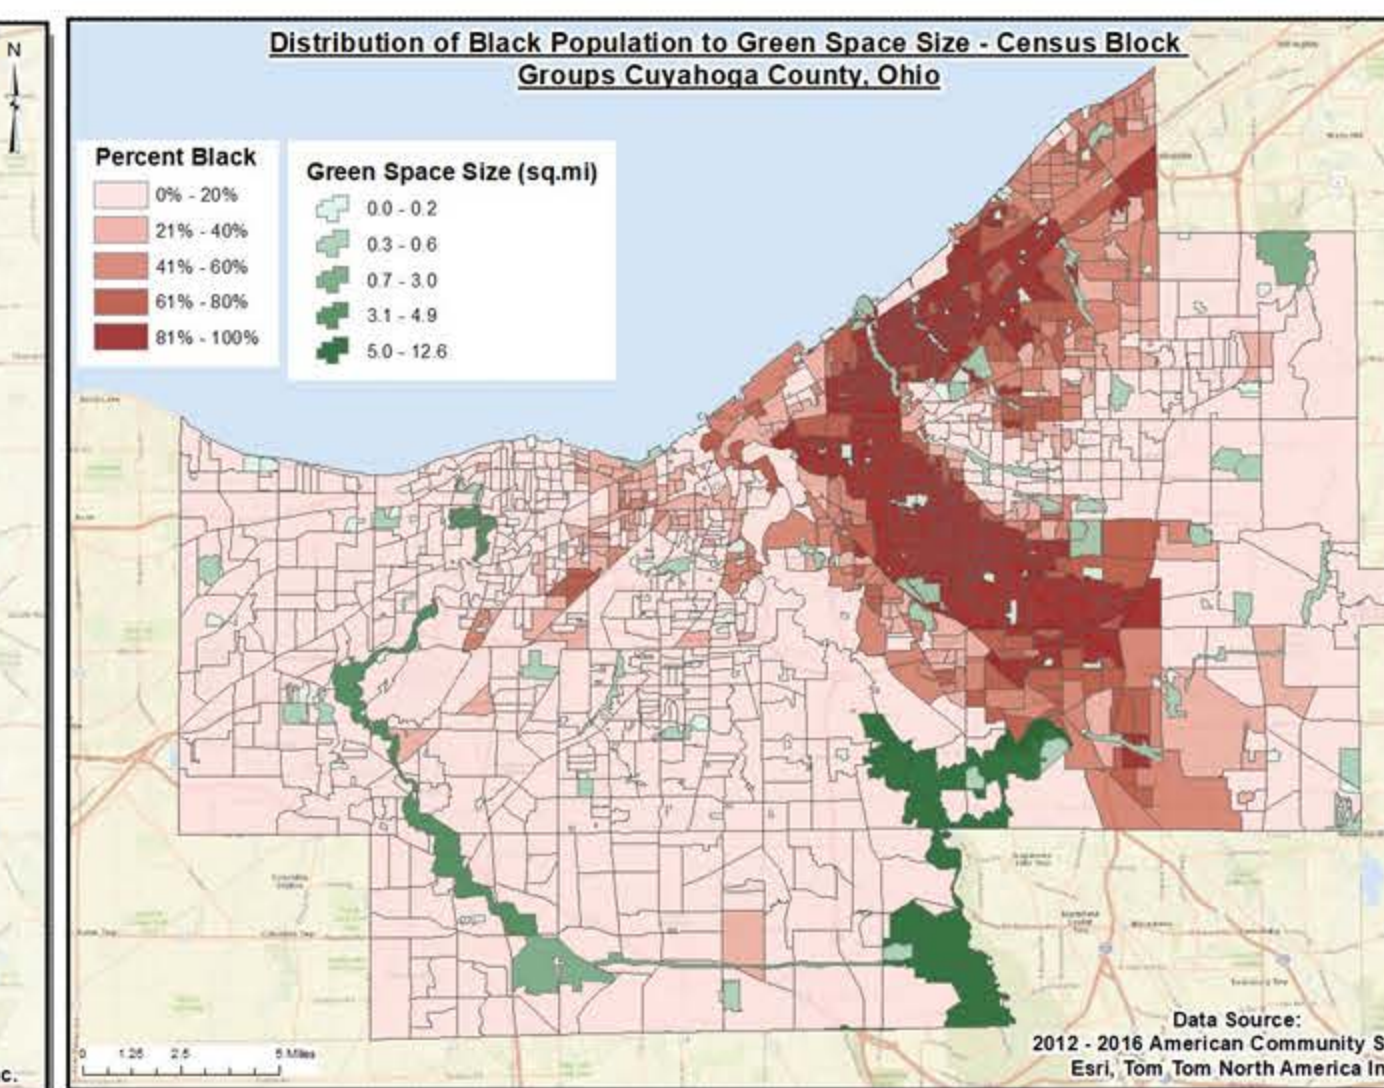 N
Distribution of Black Population to Green Space Size - Census Block
Groups Cuyahoga County, Ohio
Percent Black
0% - 20%
21% - 40%
41% - 60%
61% - 80%
81% - 100%
Green Space Size (sq.mi)
0.0 - 0.2
0.3 - 0.6
0.7 - 3.0
3.1 - 4.9
5.0 - 12.6
0 1.25 2.5 5 Miles
Data Source:
2012 - 2016 American Community S
Esri, Tom Tom North America In
c.